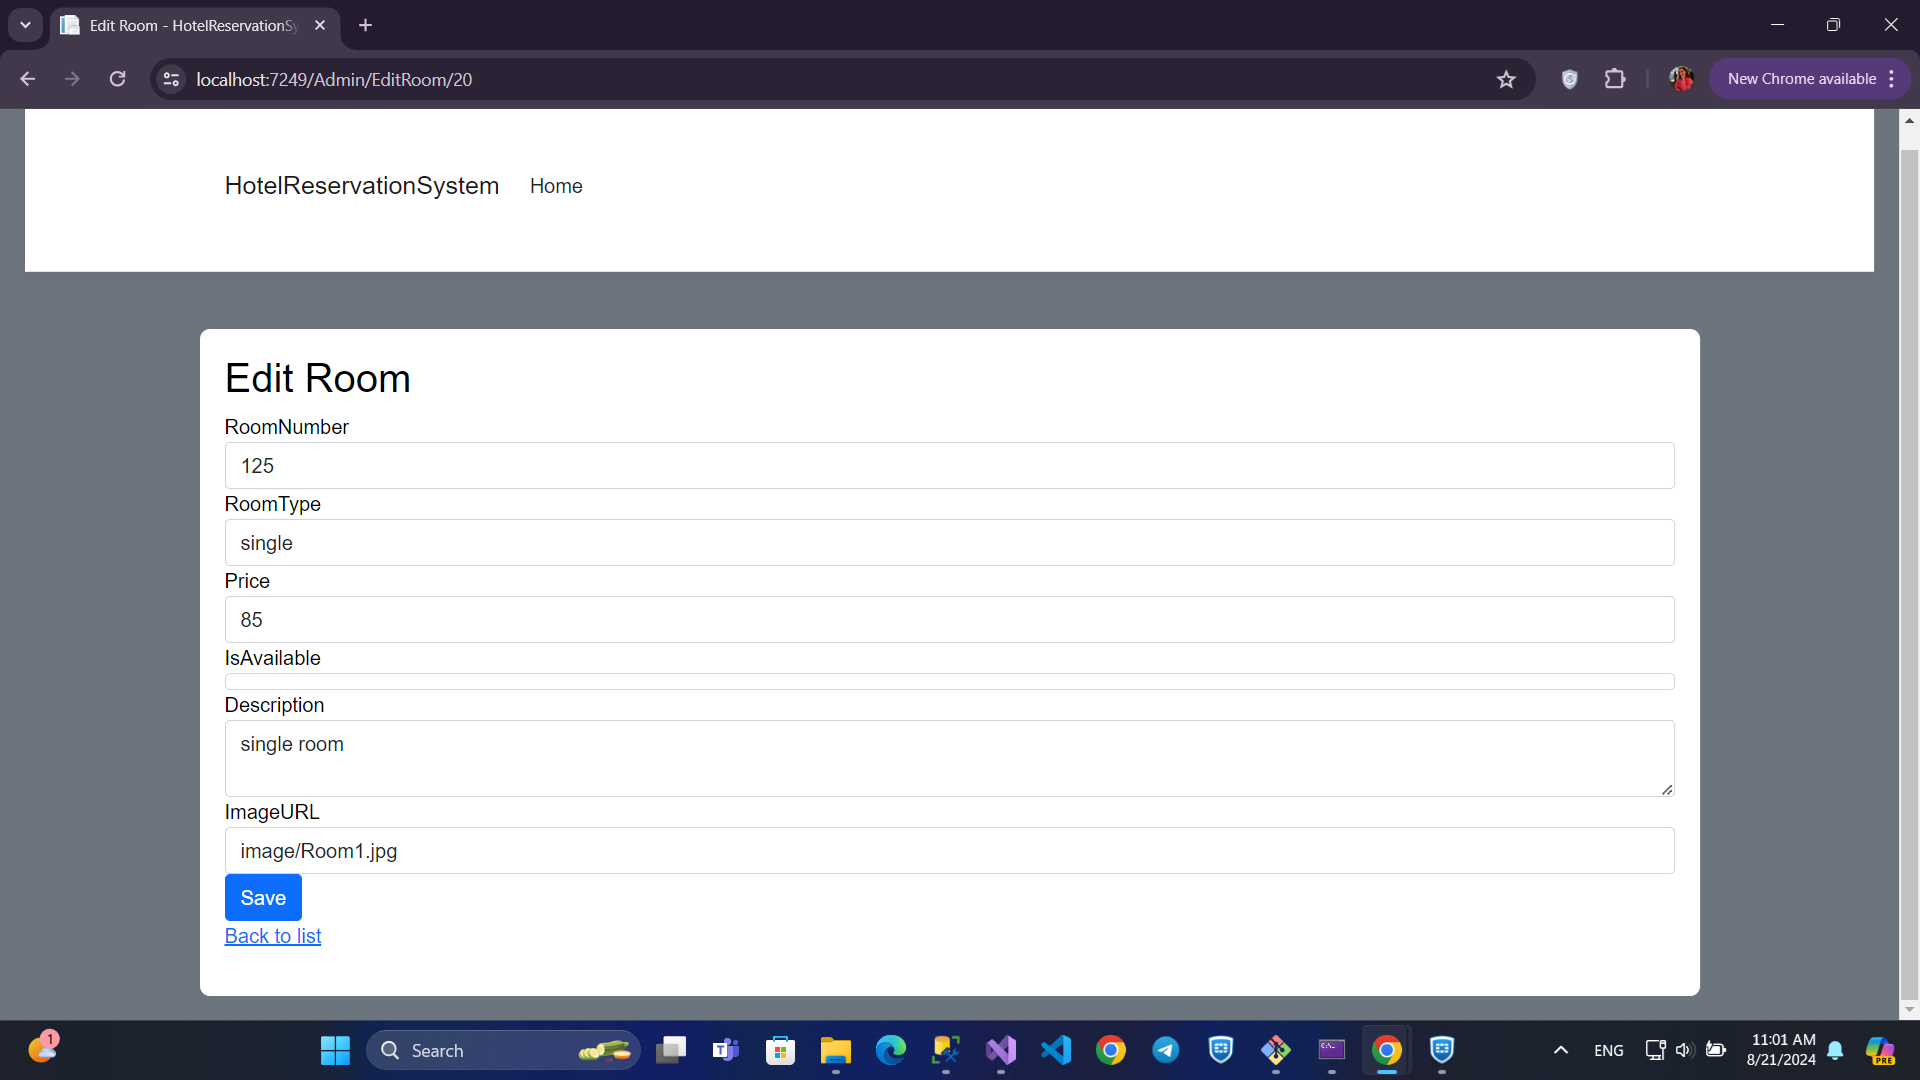 Edit Room - HotelReservationSy
localhost:7249/Admin/EditRoom/20
New Chrome available
HotelReservationSystem Home
Edit Room
RoomNumber
125
RoomType
single
Price
85
IsAvailable
Description
single room
ImageURL
image/Room1.jpg
Save
Back to list
1
Search
ENG
11:01 AM
8/21/2024
PRE